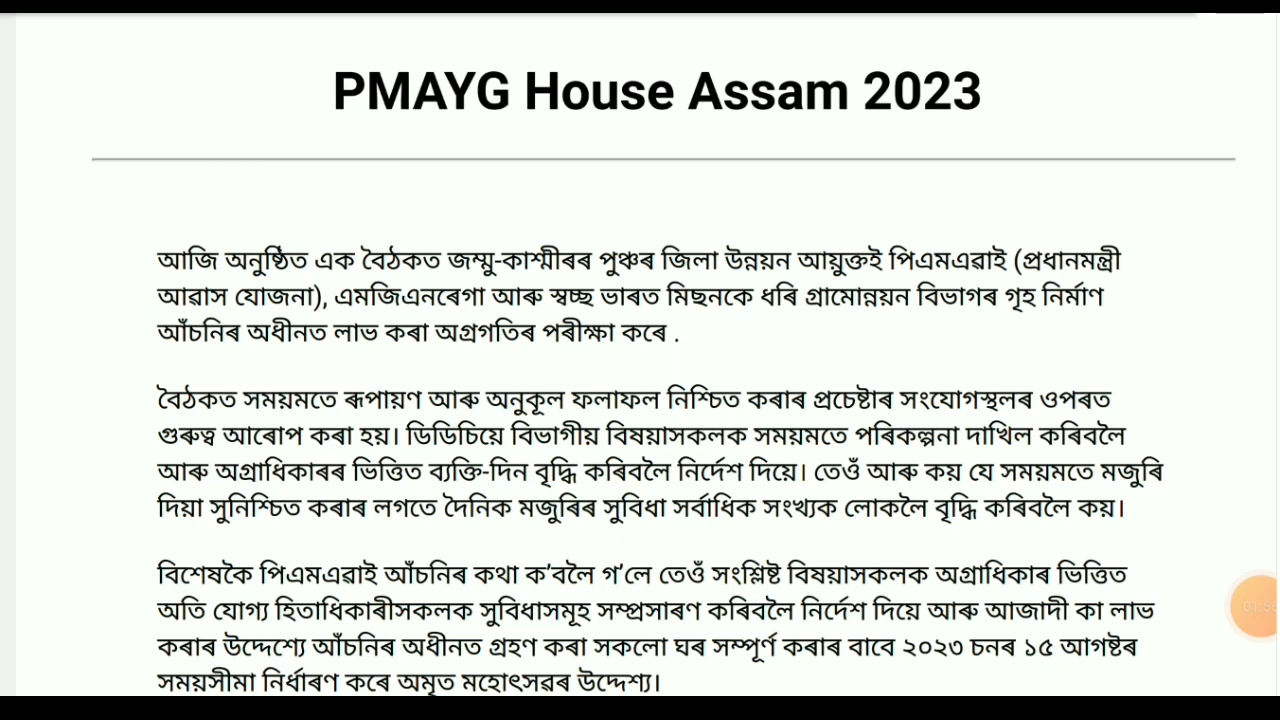 PMAYG House Assam 2023
আজি অনুষ্ঠিত এক বৈঠকত জম্মু-কাশ্মীৰৰ পুঞ্চৰ জিলা উন্নয়ন আয়ুক্তই পিএমএৱাই (প্ৰধানমন্ত্ৰী
আৱাস যোজনা), এমজিএনৰেগা আৰু স্বচ্ছ ভাৰত মিছনকে ধৰি গ্ৰামোন্নয়ন বিভাগৰ গৃহ নিৰ্মাণ
আঁচনিৰ অধীনত লাভ কৰা অগ্ৰগতিৰ পৰীক্ষা কৰে .
বৈঠকত সময়মতে ৰূপায়ণ আৰু অনুকূল ফলাফল নিশ্চিত কৰাৰ প্ৰচেষ্টাৰ সংযোগস্থলৰ ওপৰত
গুৰুত্ব আৰোপ কৰা হয়। ডিডিচিয়ে বিভাগীয় বিষয়াসকলক সময়মতে পৰিকল্পনা দাখিল কৰিবলৈ
আৰু অগ্ৰাধিকাৰৰ ভিত্তিত ব্যক্তি-দিন বৃদ্ধি কৰিবলৈ নিৰ্দেশ দিয়ে। তেওঁ আৰু কয় যে সময়মতে মজুৰি
দিয়া সুনিশ্চিত কৰাৰ লগতে দৈনিক মজুৰিৰ সুবিধা সৰ্বাধিক সংখ্যক লোকলৈ বৃদ্ধি কৰিবলৈ কয়।
বিশেষকৈ পিএমএৱাই আঁচনিৰ কথা ক’বলৈ গ’লে তেওঁ সংশ্লিষ্ট বিষয়াসকলক অগ্ৰাধিকাৰ ভিত্তিত
অতি যোগ্য হিতাধিকাৰীসকলক সুবিধাসমূহ সম্প্ৰসাৰণ কৰিবলৈ নিৰ্দেশ দিয়ে আৰু আজাদী কা লাভ
কৰাৰ উদ্দেশ্যে আঁচনিৰ অধীনত গ্ৰহণ কৰা সকলো ঘৰ সম্পূৰ্ণ কৰাৰ বাবে ২০২৩ চনৰ ১৫ আগষ্টৰ
সময়সীমা নিৰ্ধাৰণ কৰে অমৃত মহোৎসৱৰ উদ্দেশ্য।